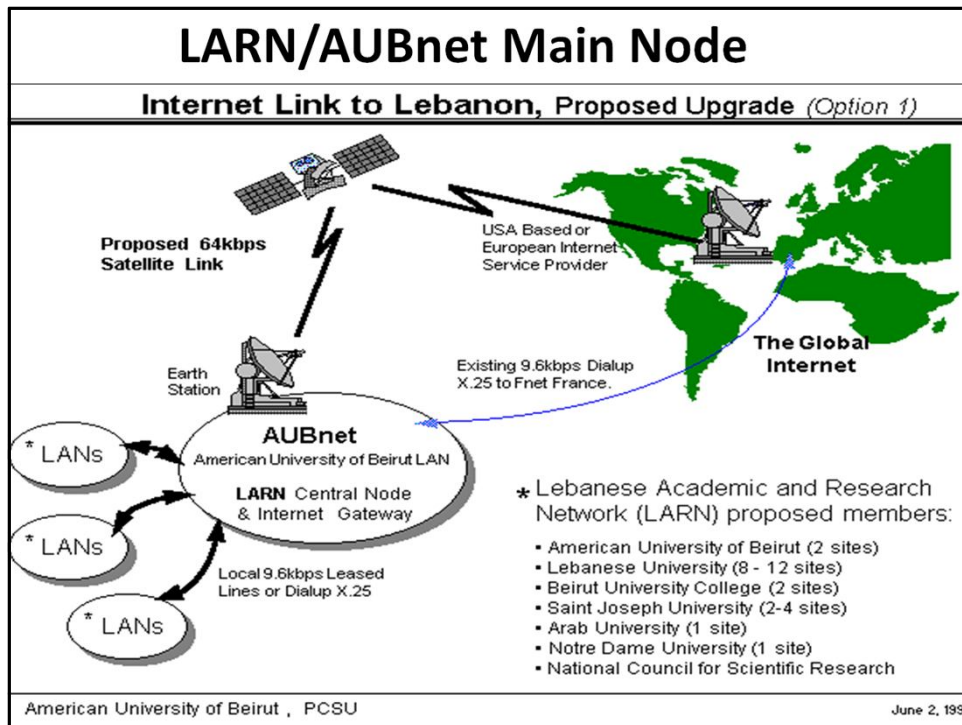 LARN/AUBnet Main Node
Internet Link to Lebanon, Proposed Upgrade (Option 1)
Proposed 64kbps
Satellite Link
USA Based or
European Internet
Service Provider
The Global
Internet
Earth
Station
Existing 9.6kbps Dialup
X.25 to Fnet France.
AUBnet
American University of Beirut LAN
LARN Central Node
& Internet Gateway
* LANs
* LANs
* LANs
Local 9.6kbps Leased
Lines or Dialup X.25
* Lebanese Academic and Research
Network (LARN) proposed members:
▪ American University of Beirut (2 sites)
▪ Lebanese University (8 - 12 sites)
▪ Beirut University College (2 sites)
▪ Saint Joseph University (2-4 sites)
▪ Arab University (1 site)
▪ Notre Dame University (1 site)
▪ National Council for Scientific Research
American University of Beirut , PCSU
June 2, 199